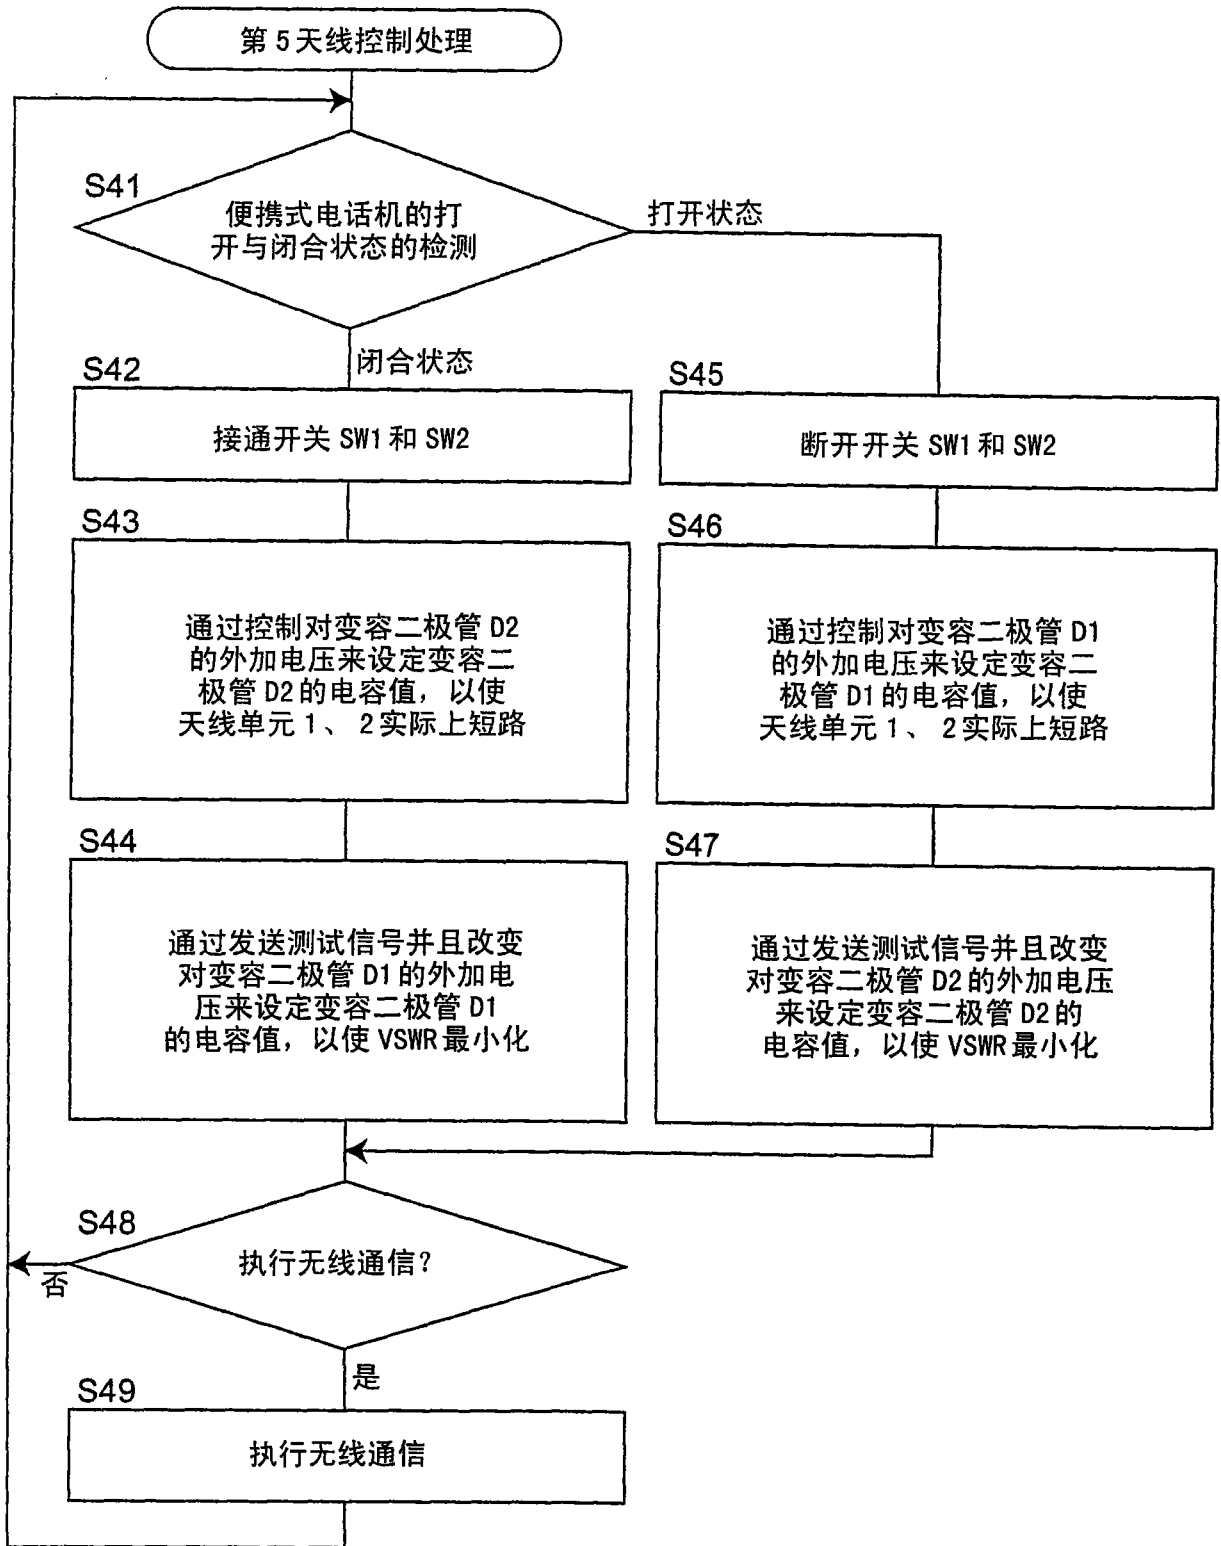 第5天线控制处理
S41
便携式电话机的打
开与闭合状态的检测
打开状态
闭合状态
S42
接通开关 SW1 和 SW2
S45
断开开关 SW1 和 SW2
S43
通过控制对变容二极管 D2
的外加电压来设定变容二
极管 D2 的电容值，以使
天线单元 1、2 实际上短路
S46
通过控制对变容二极管 D1
的外加电压来设定变容二
极管 D1 的电容值，以使
天线单元 1、2 实际上短路
S44
通过发送测试信号并且改变
对变容二极管 D1 的外加电
压来设定变容二极管 D1
的电容值，以使 VSWR 最小化
S47
通过发送测试信号并且改变
对变容二极管 D2 的外加电压
来设定变容二极管 D2 的
电容值，以使 VSWR 最小化
S48
执行无线通信？
否
是
S49
执行无线通信